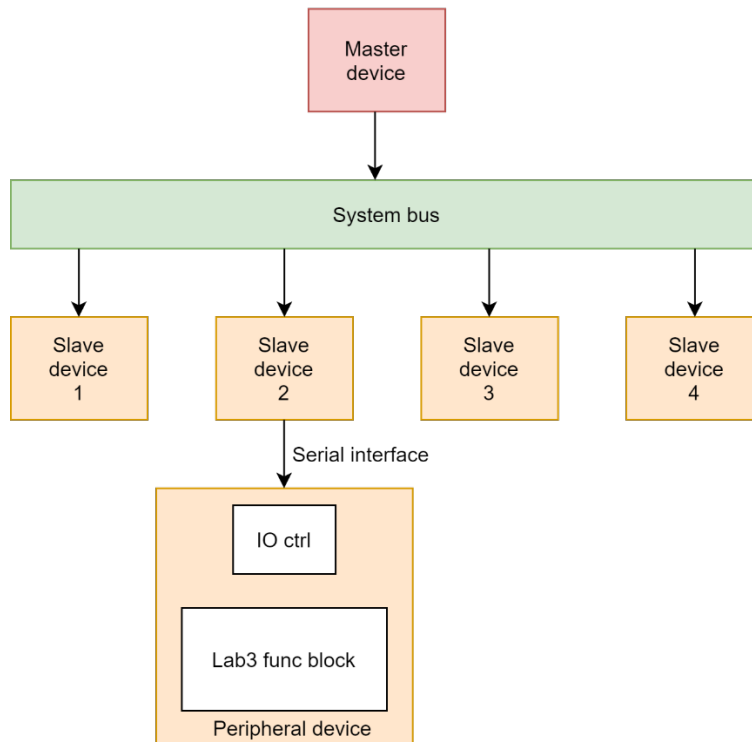 Master
device
System bus
Slave
device
1
Slave
device
2
Slave
device
3
Slave
device
4
Serial interface
IO ctrl
Lab3 func block
Peripheral device